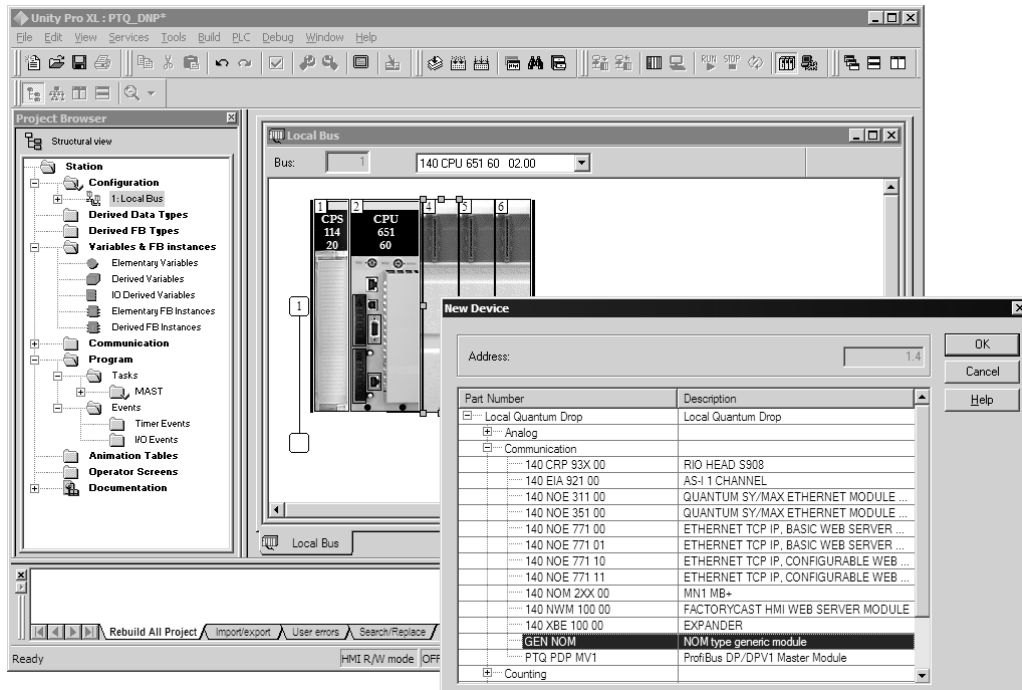 Unity Pro XL : PTQ_DNP*
File Edit View Services Tools Build PLC Debug Window Help
RUN STOP
Project Browser
Structural view
Station
Configuration
1: Local Bus
Derived Data Types
Derived FB Types
Variables & FB instances
Elementary Variables
Derived Variables
IO Derived Variables
Elementary FB Instances
Derived FB Instances
Communication
Program
Tasks
MAST
Events
Timer Events
I/O Events
Animation Tables
Operator Screens
Documentation
Local Bus
Bus: 1 140 CPU 651 60 02.00
1 2 4 5 6
CPS 114 20
CPU 651 60
1
Local Bus
New Device
Address: 1.4
OK
Cancel
Help
Part Number Description
Local Quantum Drop Local Quantum Drop
Analog
Communication
140 CRP 93X 00 RIO HEAD S908
140 EIA 921 00 AS-I 1 CHANNEL
140 NOE 311 00 QUANTUM SY/MAX ETHERNET MODULE ...
140 NOE 351 00 QUANTUM SY/MAX ETHERNET MODULE ...
140 NOE 771 00 ETHERNET TCP IP, BASIC WEB SERVER ...
140 NOE 771 01 ETHERNET TCP IP, BASIC WEB SERVER ...
140 NOE 771 10 ETHERNET TCP IP, CONFIGURABLE WEB ...
140 NOE 771 11 ETHERNET TCP IP, CONFIGURABLE WEB ...
140 NOM 2XX 00 MN1 MB+
140 NWM 100 00 FACTORYCAST HMI WEB SERVER MODULE
140 XBE 100 00 EXPANDER
GEN NOM NOM type generic module
PTQ PDP MV1 ProfiBus DP/DPV1 Master Module
Counting
Rebuild All Project Import/export User errors Search/Replace
Ready HMI R/W mode OFF